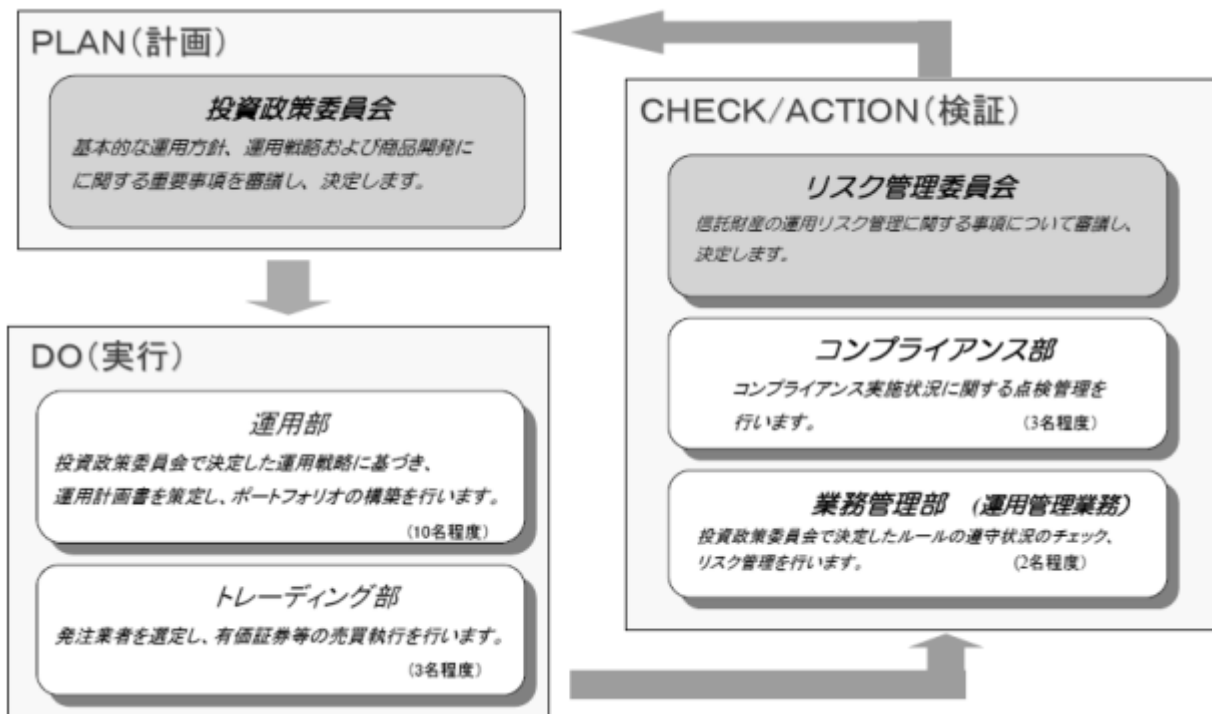 PLAN(計画)
投資政策委員会
基本的な運用方針、運用戦略および商品開発に
に関する重要事項を審議し、決定します。
DO(実行)
運用部
投資政策委員会で決定した運用戦略に基づき、
運用計画書を策定し、ポートフォリオの構築を行います。
(10名程度)
トレーディング部
発注業者を選定し、有価証券等の売買執行を行います。
(3名程度)
CHECK/ACTION(検証)
リスク管理委員会
信託財産の運用リスク管理に関する事項について審議し、
決定します。
コンプライアンス部
コンプライアンス実施状況に関する点検管理を
行います。 (3名程度)
業務管理部 (運用管理業務)
投資政策委員会で決定したルールの遵守状況のチェック、
リスク管理を行います。 (2名程度)